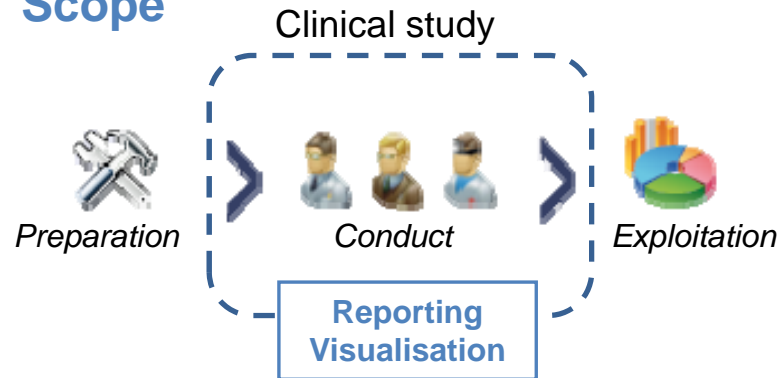 Scope
Clinical study
Preparation
Conduct
Exploitation
Reporting
Visualisation